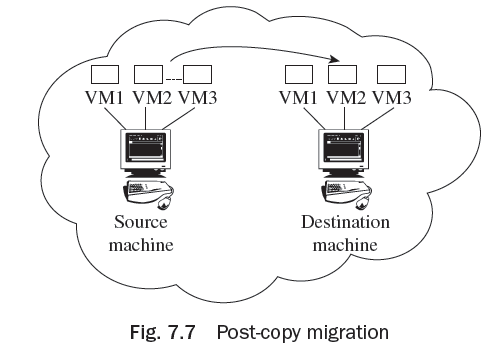 VM1 VM2 VM3
VM1 VM2 VM3
Source
machine
Destination
machine
Fig. 7.7 Post-copy migration